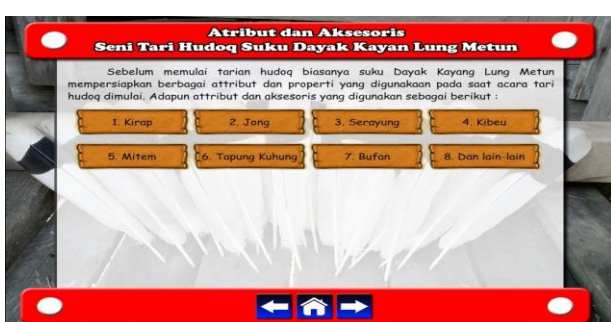 Atribut dan Aksesoris
Seni Tari Hudoq Suku Dayak Kayan Lung Metun
Sebelum memulai tarian hudoq biasanya suku Dayak Kayang Lung Metun
mempersiapkan berbagai attribut dan properti yang digunakaan pada saat acara tari
hudoq dimulai. Adapun attribut dan aksesoris yang digunakan sebagai berikut :
1. Kirap
2. Jong
3. Serayung
4. Kibeu
5. Mitem
6. Tapung Kuhung
7. Bufan
8. Dan lain-lain